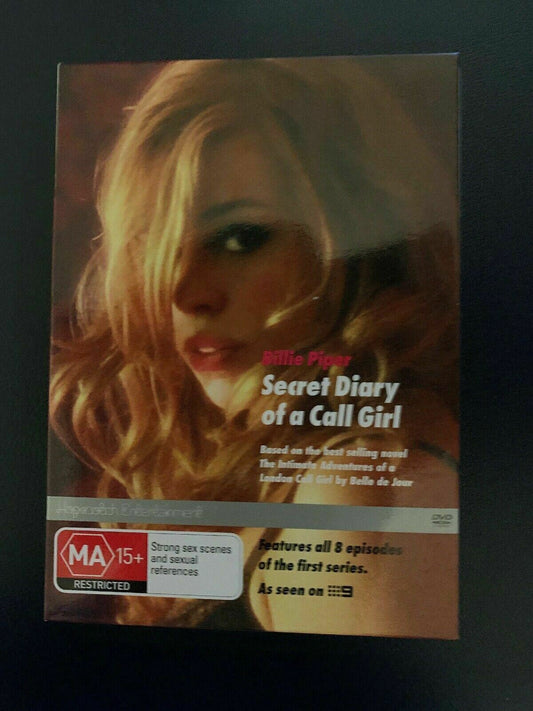 Billie Piper
Secret Diary
of a Call Girl
Based on the best selling novel
The Intimate Adventures of a
London Call Girl by Belle de Jour
Hopscotch Entertainment
DVD
MA 15+
Strong sex scenes
and sexual
references
RESTRICTED
Features all 8 episodes
of the first series.
As seen on 9